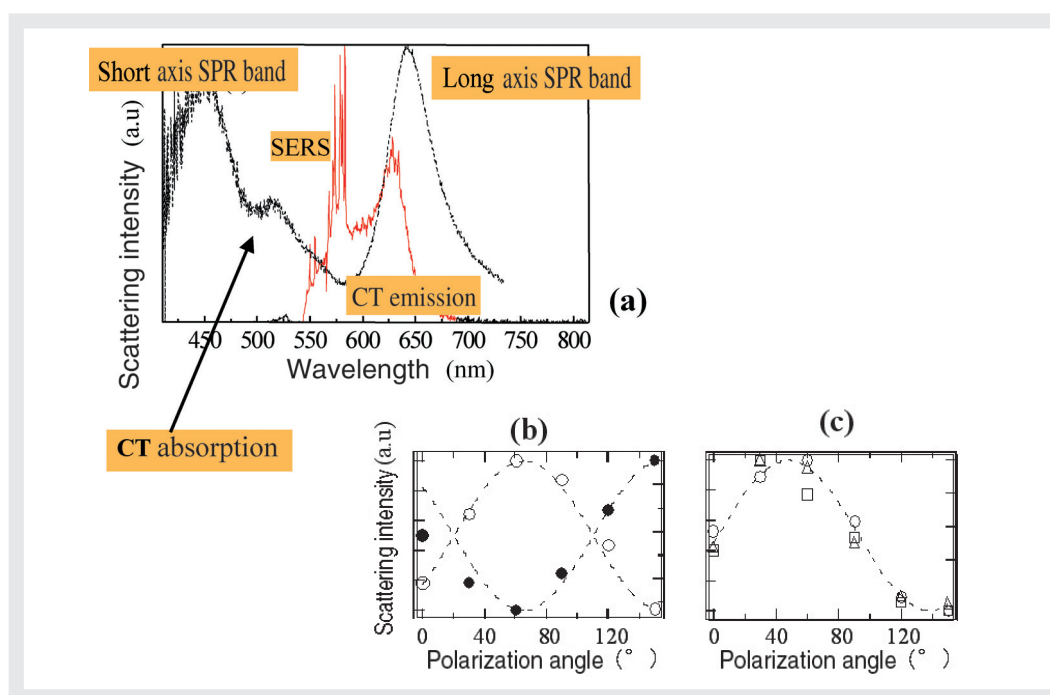 Short axis SPR band
Long axis SPR band
SERS
CT emission
(a)
Scattering intensity (a.u)
450 500 550 600 650 700 750 800
Wavelength (nm)
CT absorption
(b)
(c)
Scattering intensity (a.u)
0 40 80 120
0 40 80 120
Polarization angle (°)
Polarization angle (°)